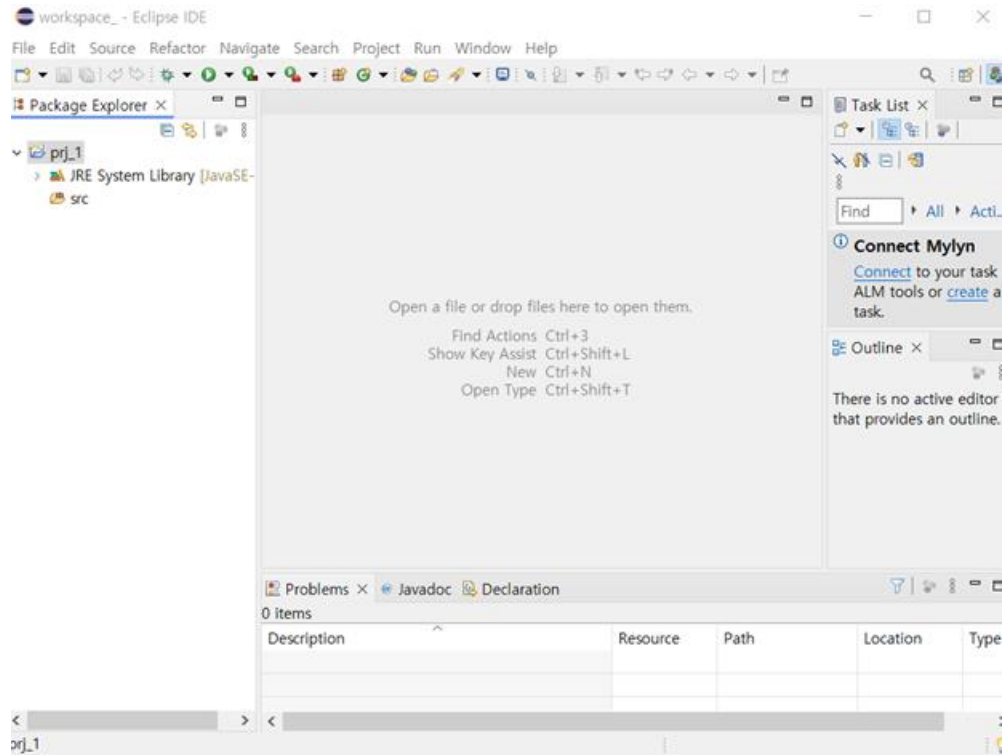 workspace_ - Eclipse IDE
File Edit Source Refactor Navigate Search Project Run Window Help
Package Explorer
prj_1
JRE System Library [JavaSE-
src
Open a file or drop files here to open them.
Find Actions Ctrl+3
Show Key Assist Ctrl+Shift+L
New Ctrl+N
Open Type Ctrl+Shift+T
Task List
Find All Acti...
Connect Mylyn
Connect to your task
ALM tools or create a
task.
Outline
There is no active editor
that provides an outline.
Problems Javadoc Declaration
0 items
Description Resource Path Location Type
prj_1